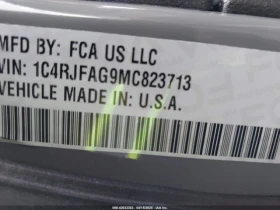 MFD. BY: FCA US LLC
VIN: 1C4RJFAG9MC823713
VEHICLE MADE IN: U.S.A.